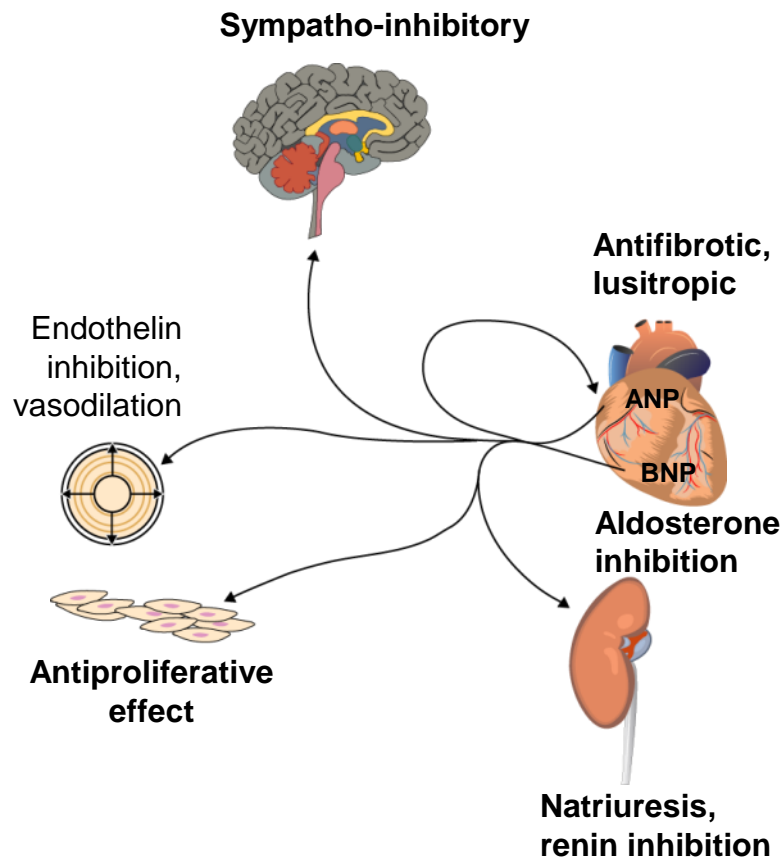 Sympatho-inhibitory
Antifibrotic,
lusitropic
Endothelin
inhibition,
vasodilation
ANP
BNP
Aldosterone
inhibition
Antiproliferative
effect
Natriuresis,
renin inhibition